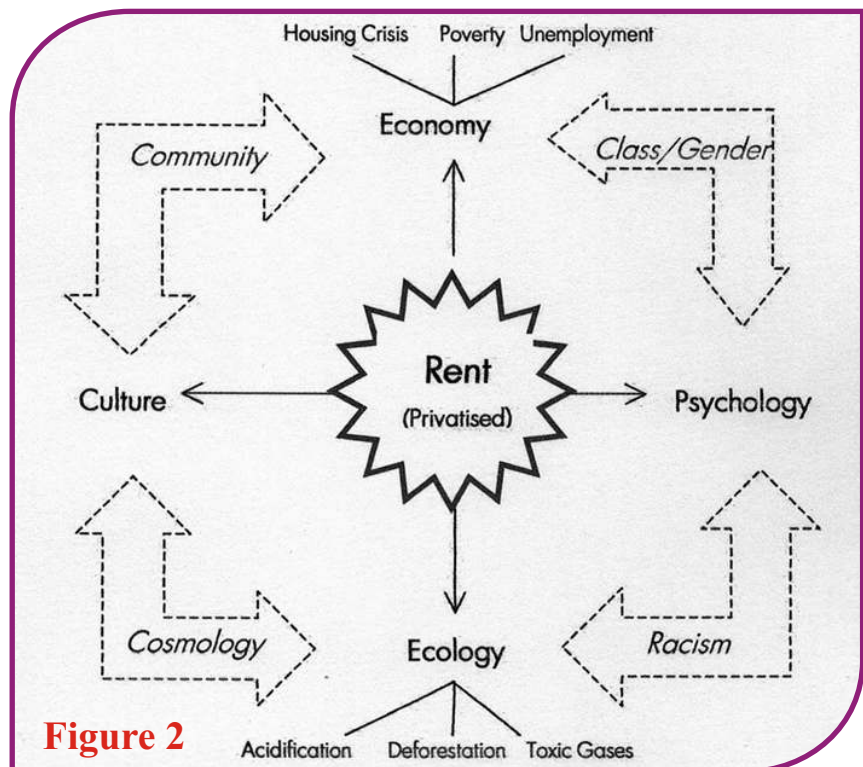 Housing Crisis Poverty Unemployment
Economy
Community
Class/Gender
Rent
(Privatised)
Culture
Psychology
Cosmology
Ecology
Racism
Acidification Deforestation Toxic Gases
Figure 2